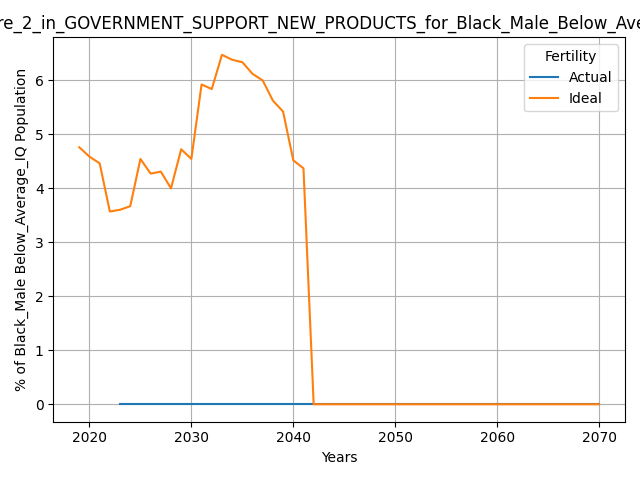 re_2_in_GOVERNMENT_SUPPORT_NEW_PRODUCTS_for_Black_Male_Below_Ave
Fertility
Actual
Ideal
% of Black_Male Below_Average_IQ Population
6
5
4
3
2
1
0
2020 2030 2040 2050 2060 2070
Years